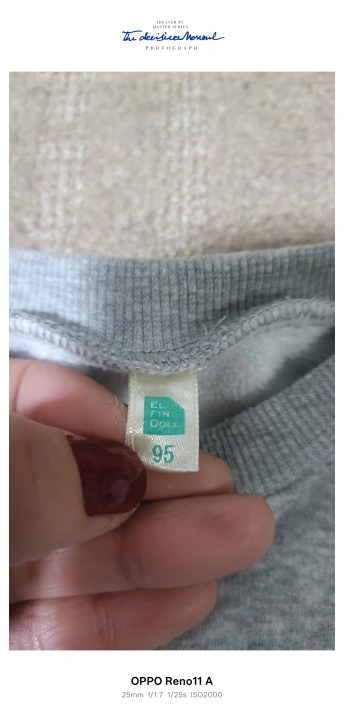 CREATED BY
MASTER SERIES
The decisive Moment
PHOTOGRAPH
EL
FIN
DOLL
95
OPPO Reno11 A
25mm f/1.7 1/25s ISO2000